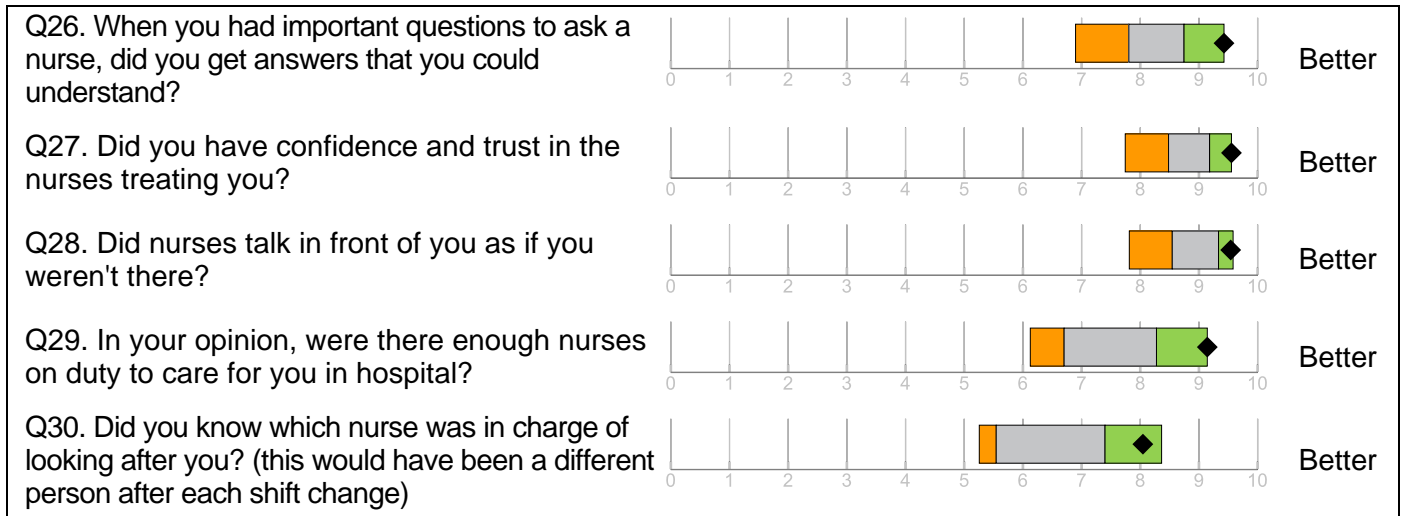 Q26. When you had important questions to ask a
nurse, did you get answers that you could
understand?
0 1 2 3 4 5 6 7 8 9 10
Better
Q27. Did you have confidence and trust in the
nurses treating you?
0 1 2 3 4 5 6 7 8 9 10
Better
Q28. Did nurses talk in front of you as if you
weren't there?
0 1 2 3 4 5 6 7 8 9 10
Better
Q29. In your opinion, were there enough nurses
on duty to care for you in hospital?
0 1 2 3 4 5 6 7 8 9 10
Better
Q30. Did you know which nurse was in charge of
looking after you? (this would have been a different
person after each shift change)
0 1 2 3 4 5 6 7 8 9 10
Better